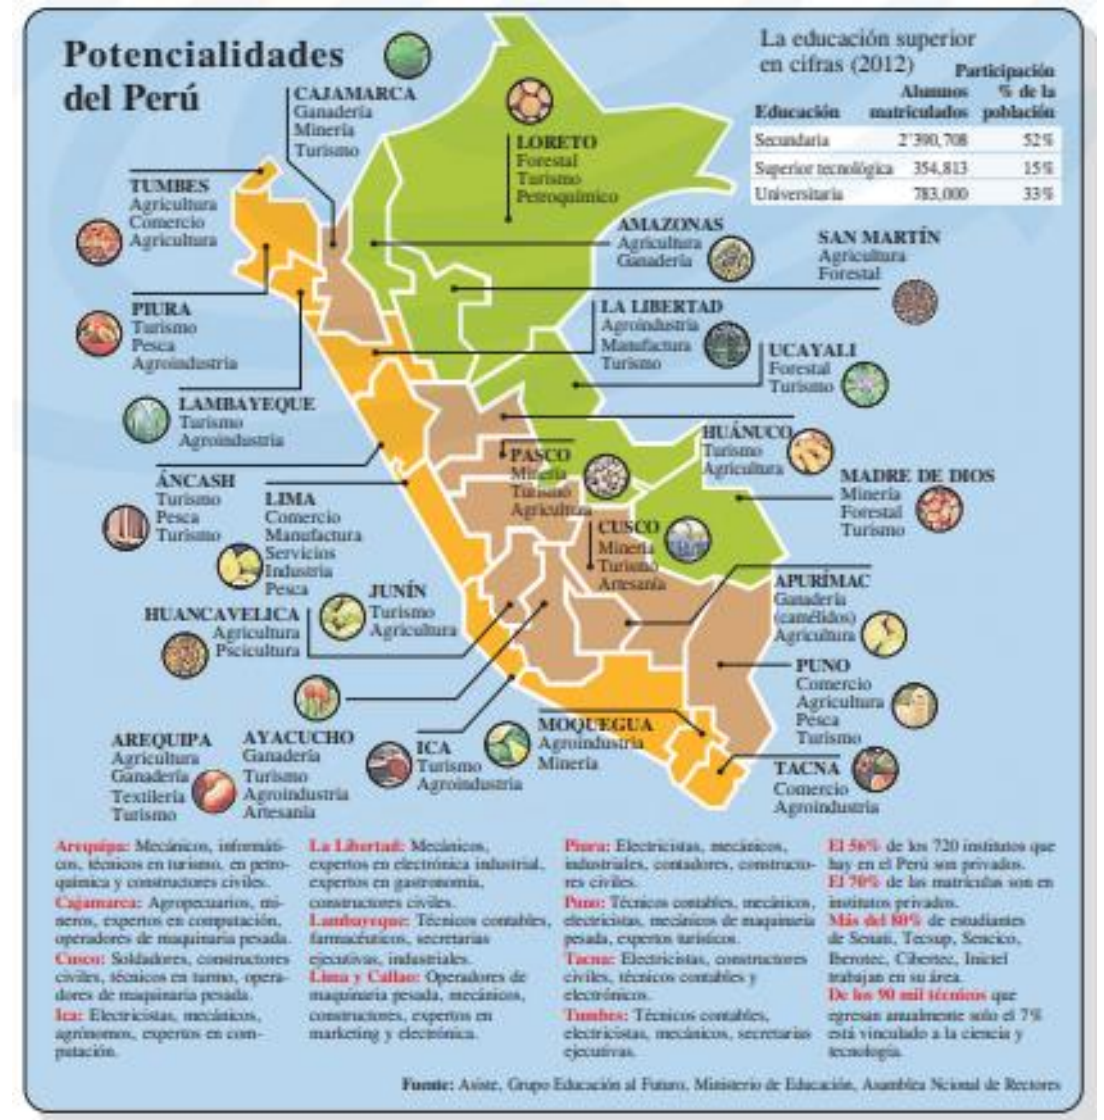 Potencialidades
del Perú
La educación superior
en cifras (2012)
Participación
Alumnos % de la
Educación matriculados población
Secundaria 2'390,708 52%
Superior tecnológica 354,813 15%
Universitaria 783,000 33%
CAJAMARCA
Ganadería
Minería
Turismo
LORETO
Forestal
Turismo
Petroquímico
TUMBES
Agricultura
Comercio
Agricultura
AMAZONAS
Agricultura
Ganadería
SAN MARTÍN
Agricultura
Forestal
PIURA
Turismo
Pesca
Agroindustria
LA LIBERTAD
Agroindustria
Manufactura
Turismo
UCAYALI
Forestal
Turismo
LAMBAYEQUE
Turismo
Agroindustria
HUÁNUCO
Turismo
Agricultura
PASCO
Minería
Turismo
Agricultura
MADRE DE DIOS
Minería
Forestal
Turismo
ÁNCASH
Turismo
Pesca
Turismo
LIMA
Comercio
Manufactura
Servicios
Industria
Pesca
CUSCO
Minería
Turismo
Artesanía
JUNÍN
Turismo
Agricultura
APURÍMAC
Ganadería
(camélidos)
Agricultura
HUANCAVELICA
Agricultura
Pscicultura
PUNO
Comercio
Agricultura
Pesca
Turismo
AREQUIPA
Agricultura
Ganadería
Textilería
Turismo
AYACUCHO
Ganadería
Turismo
Agroindustria
Artesanía
ICA
Turismo
Agroindustria
MOQUEGUA
Agroindustria
Minería
TACNA
Comercio
Agroindustria
Arequipa: Mecánicos, informáti-
cos, técnicos en turismo, en petro-
química y constructores civiles.
Cajamarca: Agropecuarios, mi-
neros, expertos en computación,
operadores de maquinaria pesada.
Cusco: Soldadores, constructores
civiles, técnicos en turmo, opera-
dores de maquinaria pesada.
Ica: Electricistas, mecánicos,
agrónomos, expertos en com-
putación.
La Libertad: Mecánicos,
expertos en electrónica industrial,
expertos en gastronomía,
constructores civiles.
Lambayeque: Técnicos contables,
farmacéuticos, secretarias
ejecutivas, industriales.
Lima y Callao: Operadores de
maquinaria pesada, mecánicos,
constructores, expertos en
marketing y electrónica.
Piura: Electricistas, mecánicos,
industriales, contadores, constructo-
res civiles.
Puno: Técnicos contables, mecánicos,
electricistas, mecánicos de maquinaria
pesada, expertos turísticos.
Tacna: Electricistas, constructores
civiles, técnicos contables y
electrónicos.
Tumbes: Técnicos contables,
electricistas, mecánicos, secretarias
ejecutivas.
El 56% de los 720 institutos que
hay en el Perú son privados.
El 70% de las matrículas son en
institutos privados.
Más del 80% de estudiantes
de Senati, Tecsup, Sencico,
Iberotec, Cibertec, Inictel
trabajan en su área.
De los 90 mil técnicos que
egresan anualmente solo el 7%
está vinculado a la ciencia y
tecnología.
Fuente: Asiste, Grupo Educación al Futuro, Ministerio de Educación, Asamblea Ncional de Rectores